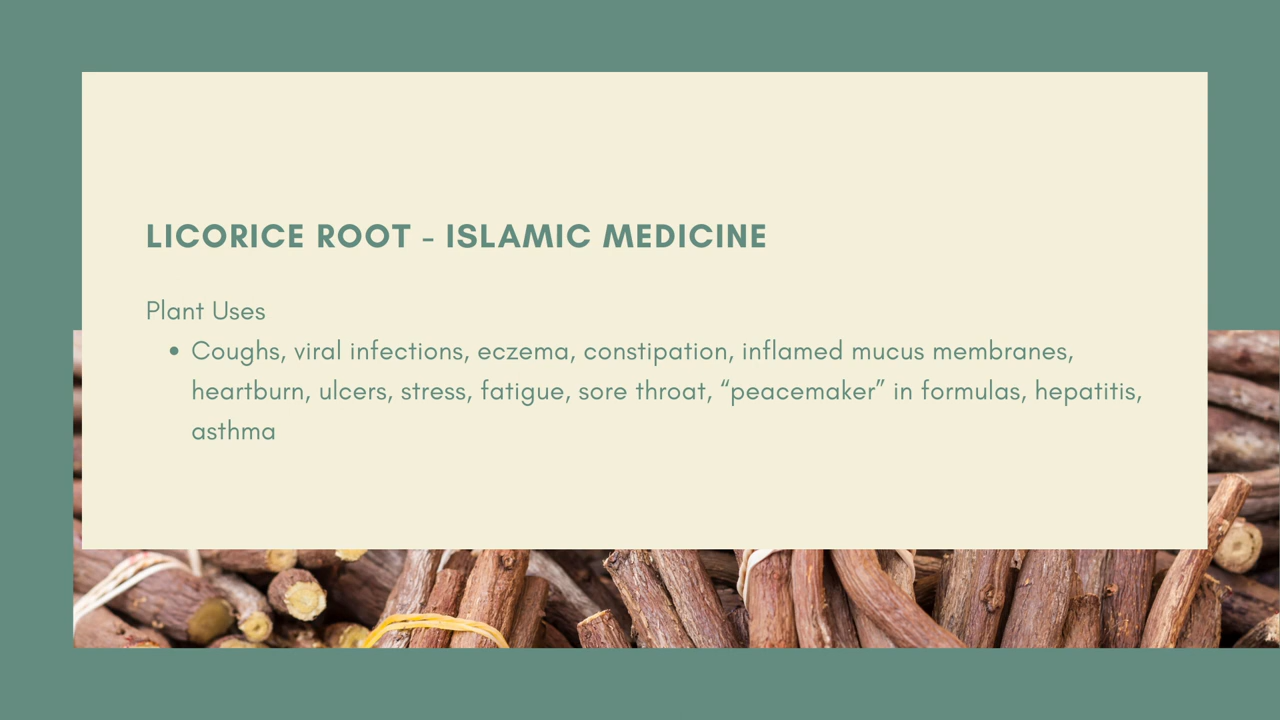 LICORICE ROOT - ISLAMIC MEDICINE
Plant Uses
• Coughs, viral infections, eczema, constipation, inflamed mucus membranes,
heartburn, ulcers, stress, fatigue, sore throat, “peacemaker” in formulas, hepatitis,
asthma